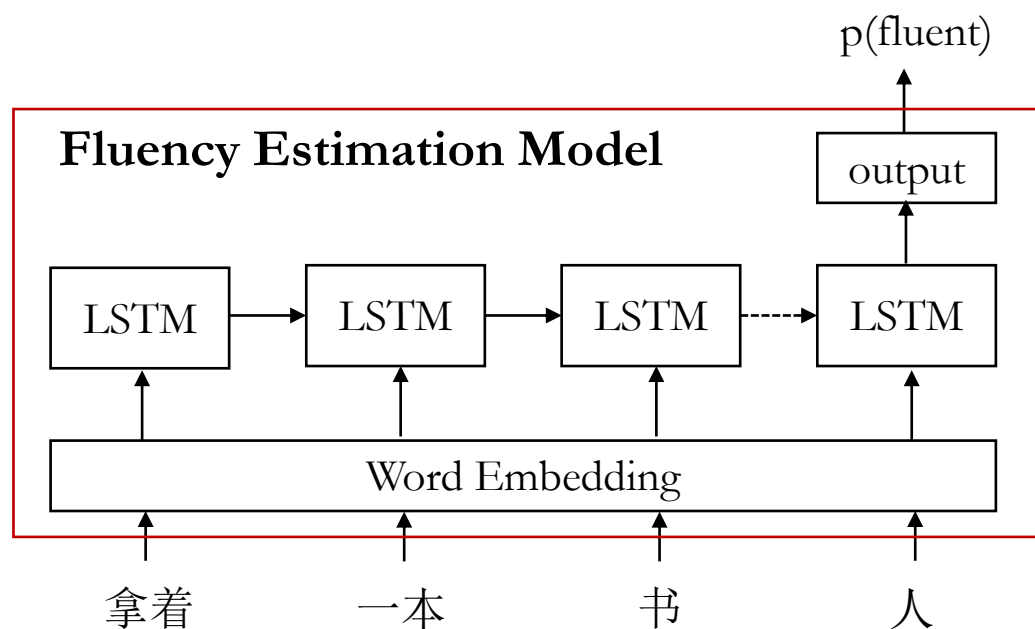 p(fluent)
Fluency Estimation Model
output
LSTM LSTM LSTM LSTM
Word Embedding
拿着 一本 书 人